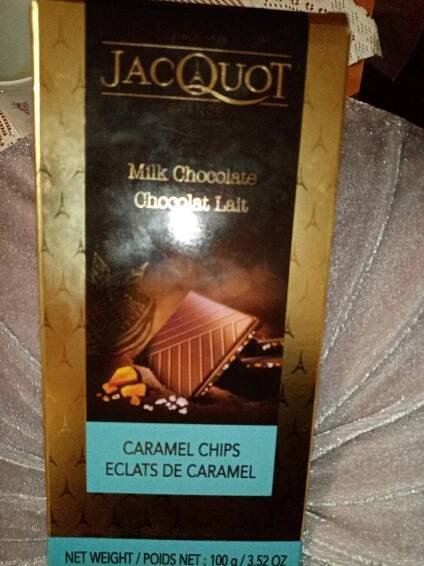 JACQUOT
Milk Chocolate
Chocolat Lait
CARAMEL CHIPS
ECLATS DE CARAMEL
NET WEIGHT / POIDS NET : 100 g / 3.52 OZ